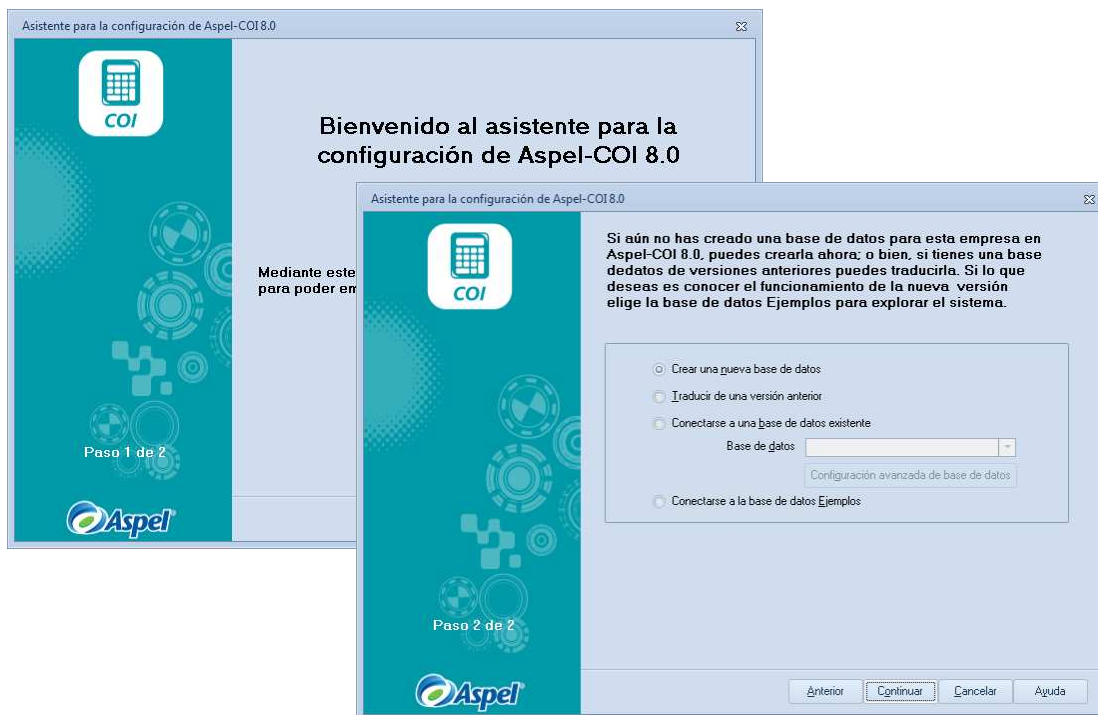 Asistente para la configuración de Aspel-COI 8.0
COI
Bienvenido al asistente para la
configuración de Aspel-COI 8.0
Mediante este
para poder em
Paso 1 de 2
Aspel
Asistente para la configuración de Aspel-COI 8.0
COI
Si aún no has creado una base de datos para esta empresa en
Aspel-COI 8.0, puedes crearla ahora; o bien, si tienes una base
dedatos de versiones anteriores puedes traducirla. Si lo que
deseas es conocer el funcionamiento de la nueva versión
elige la base de datos Ejemplos para explorar el sistema.
Crear una nueva base de datos
Traducir de una versión anterior
Conectarse a una base de datos existente
Base de datos
Configuración avanzada de base de datos
Conectarse a la base de datos Ejemplos
Paso 2 de 2
Aspel
Anterior Continuar Cancelar Ayuda